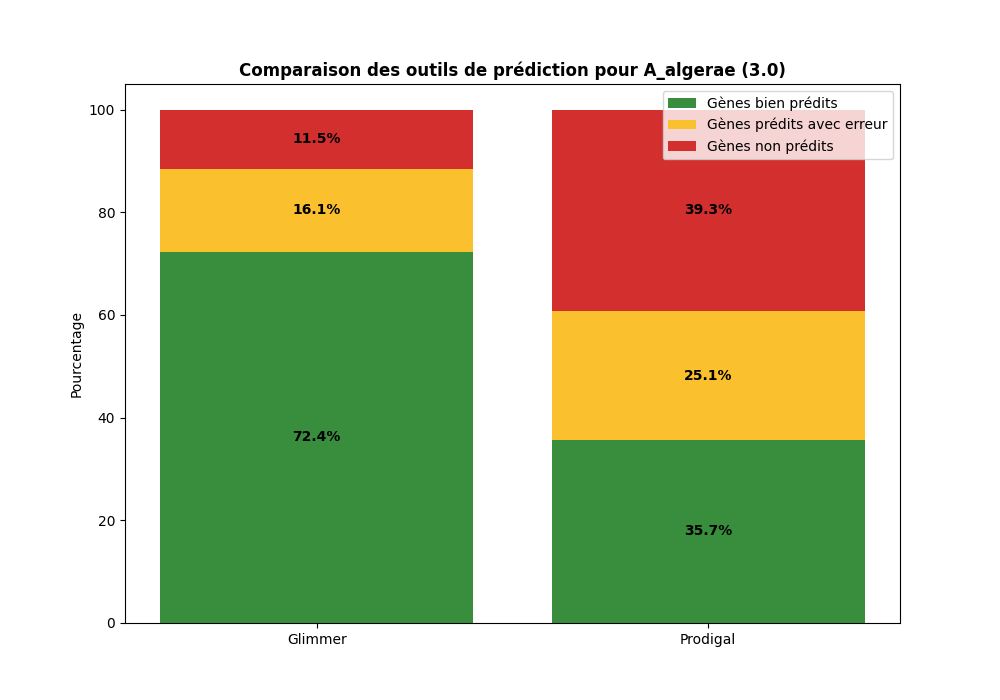 Comparaison des outils de prédiction pour A_algerae (3.0)
Gènes bien prédits
Gènes prédits avec erreur
Gènes non prédits
Pourcentage
100
80
60
40
20
0
11.5%
16.1%
72.4%
39.3%
25.1%
35.7%
Glimmer
Prodigal